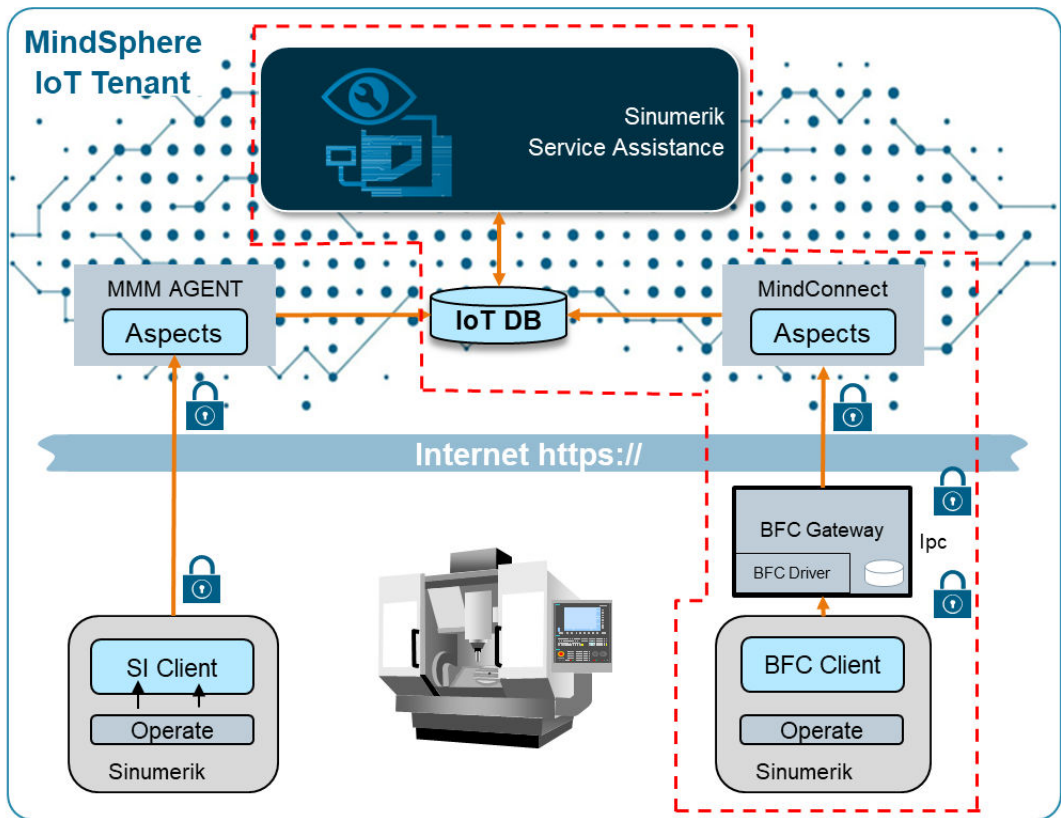 MindSphere
IoT Tenant
Sinumerik
Service Assistance
MMM AGENT
Aspects
IoT DB
MindConnect
Aspects
Internet https://
BFC Gateway
BFC Driver
Ipc
SI Client
Operate
Sinumerik
BFC Client
Operate
Sinumerik